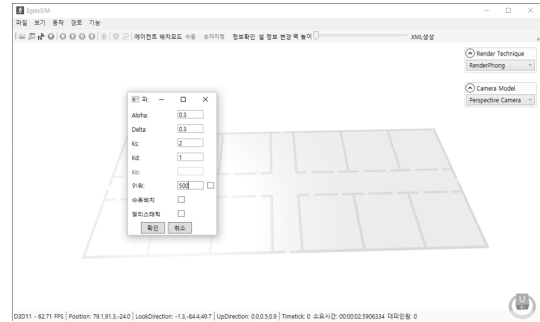 EgresSIM
파일 보기 동작 경로 기능
에이전트 배치모드 수동 숫자지정 정보확인 셀 정보 변경 벽 높이 XML생성
Render Technique
RenderPhong
Camera Model
Perspective Camera
파.
Alpha: 0.3
Delta: 0.3
Ks: 2
Kd: 1
Ko:
인원: 500
수동배치
멀티스태틱
확인 취소
U
D3D11 - 62.71 FPS Position: 79.1,91.3,-24.0 LookDirection: -1.3,-84.4,49.7 UpDirection: 0.0,0.5,0.9 Timetick: 0 소요시간: 00:00:02.5906334 대피인원: 0